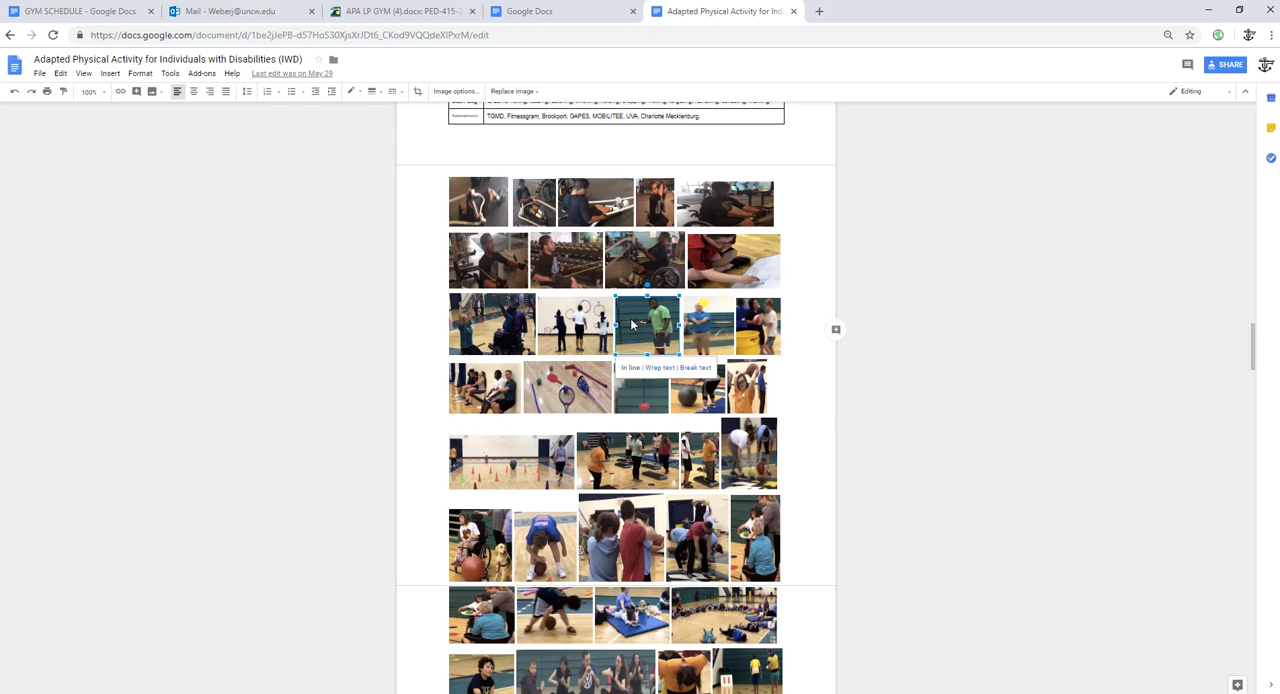 GYM SCHEDULE - Google Docs
Mail - Weberj@uncw.edu
APA LP GYM (4).docx: PED-415-2
Google Docs
Adapted Physical Activity for Ind
https://docs.google.com/document/d/1be2jJePB-d57HoS30XjsXrJDt6_CKod9VQQdeXIPxrM/edit
Adapted Physical Activity for Individuals with Disabilities (IWD)
File Edit View Insert Format Tools Add-ons Help Last edit was on May 29
SHARE
100% Image options... Replace image Editing
TGMD, Fitnessgram, Brockport, GAPES, MOBILITEE, UVA, Charlotte Mecklenburg.
In line | Wrap text | Break text